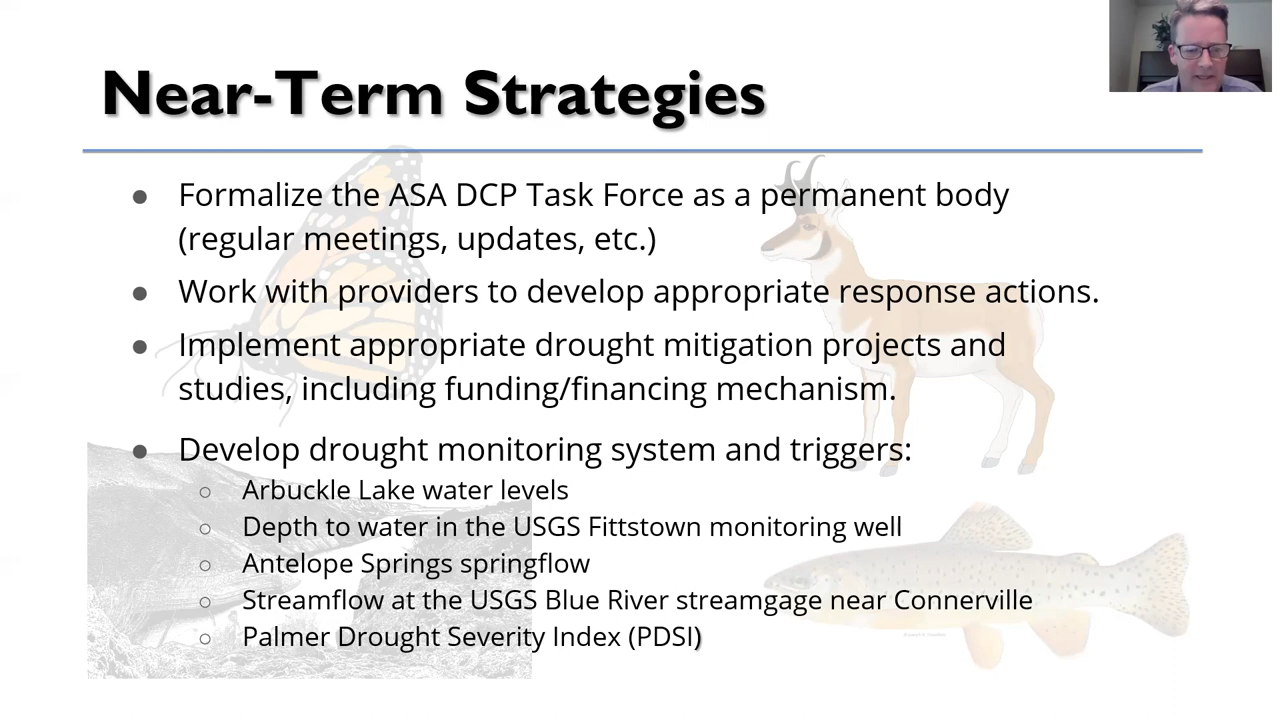 Near-Term Strategies
● Formalize the ASA DCP Task Force as a permanent body
(regular meetings, updates, etc.)
● Work with providers to develop appropriate response actions.
● Implement appropriate drought mitigation projects and
studies, including funding/financing mechanism.
● Develop drought monitoring system and triggers:
○ Arbuckle Lake water levels
○ Depth to water in the USGS Fittstown monitoring well
○ Antelope Springs springflow
○ Streamflow at the USGS Blue River streamgage near Connerville
○ Palmer Drought Severity Index (PDSI)